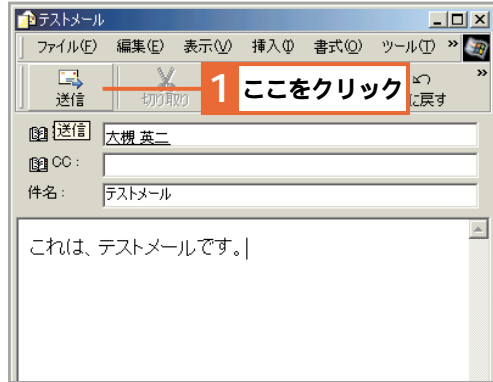 テストメール
ファイル(F) 編集(E) 表示(V) 挿入(I) 書式(O) ツール(T) »
送信 切り取り 1 ここをクリック に戻す »
送信 大槻 英二
CC:
件名: テストメール
これは、テストメールです。